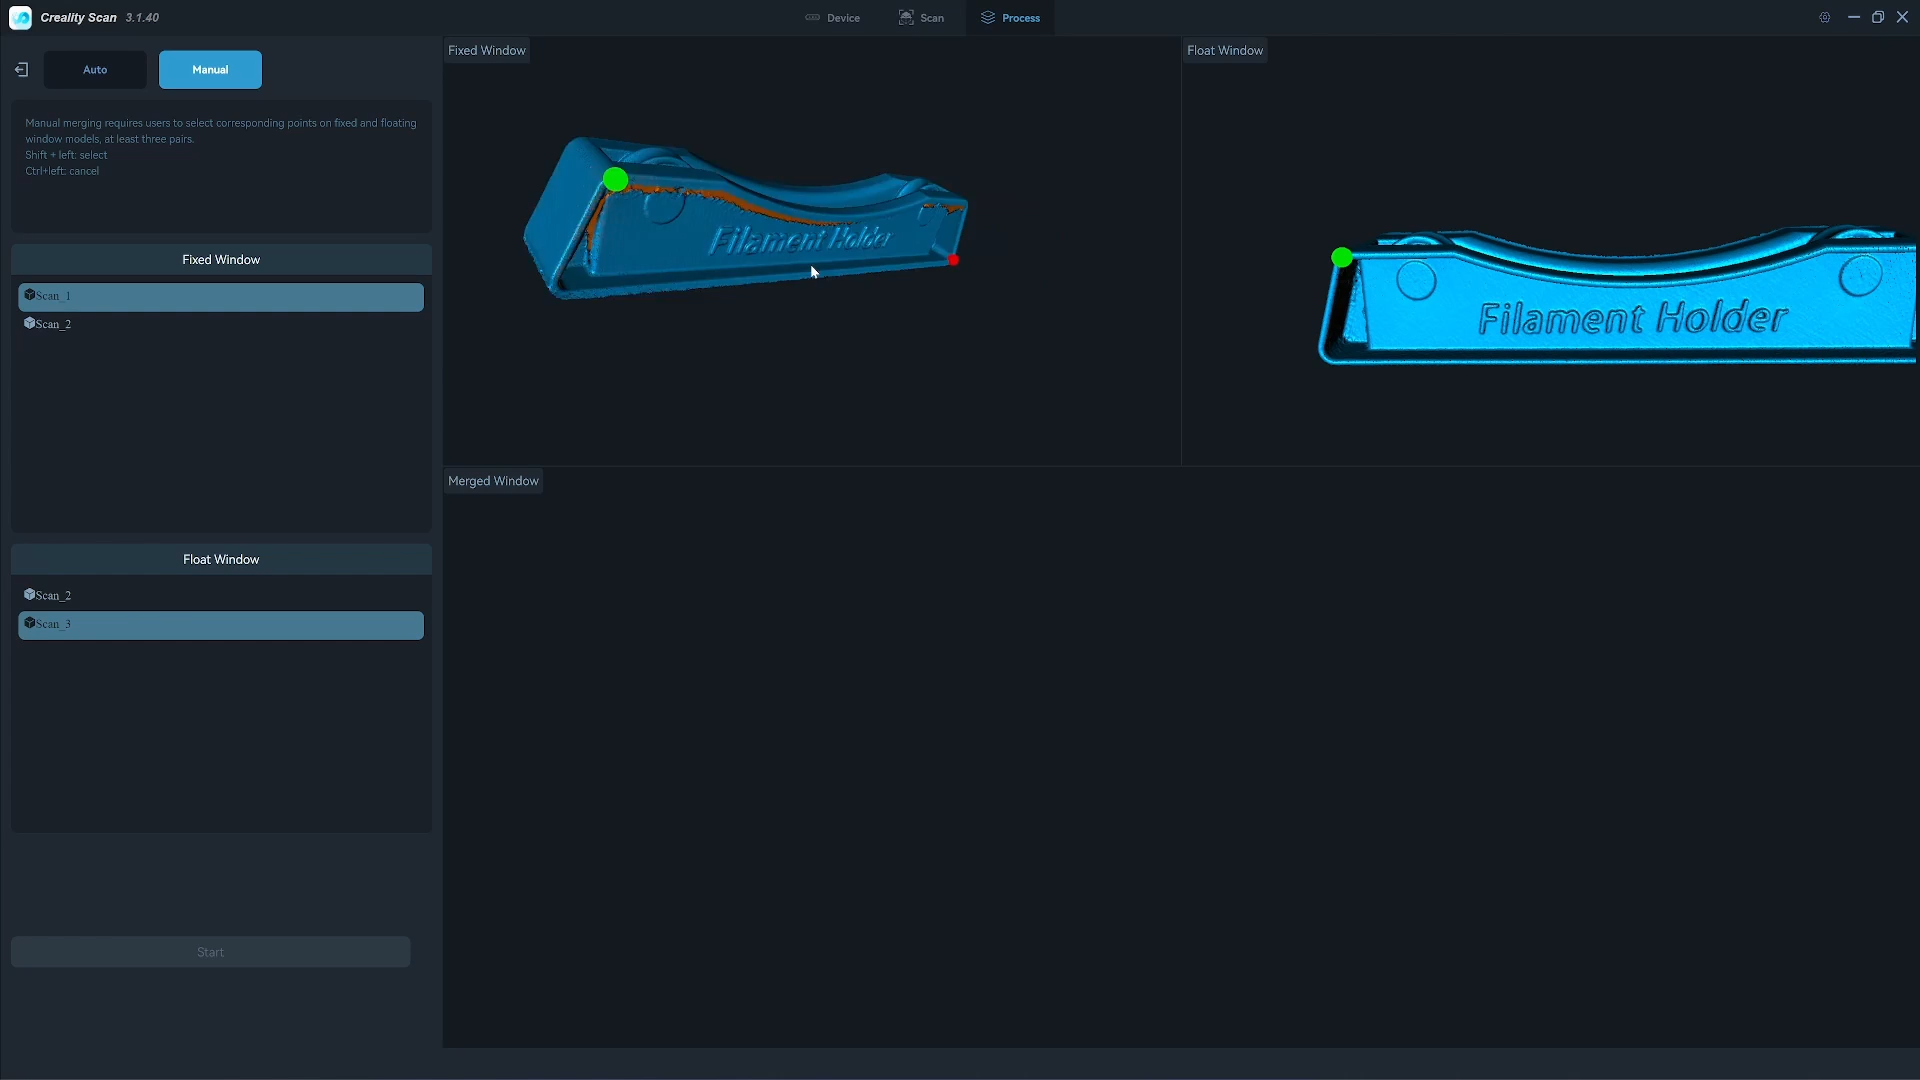 Creality Scan 3.1.40
Device
Scan
Process
Auto
Manual
Manual merging requires users to select corresponding points on fixed and floating
window models, at least three pairs.
Shift + left: select
Ctrl+left: cancel
Fixed Window
Scan_1
Scan_2
Float Window
Scan_2
Scan_3
Start
Fixed Window
Filament Holder
Float Window
Filament Holder
Merged Window